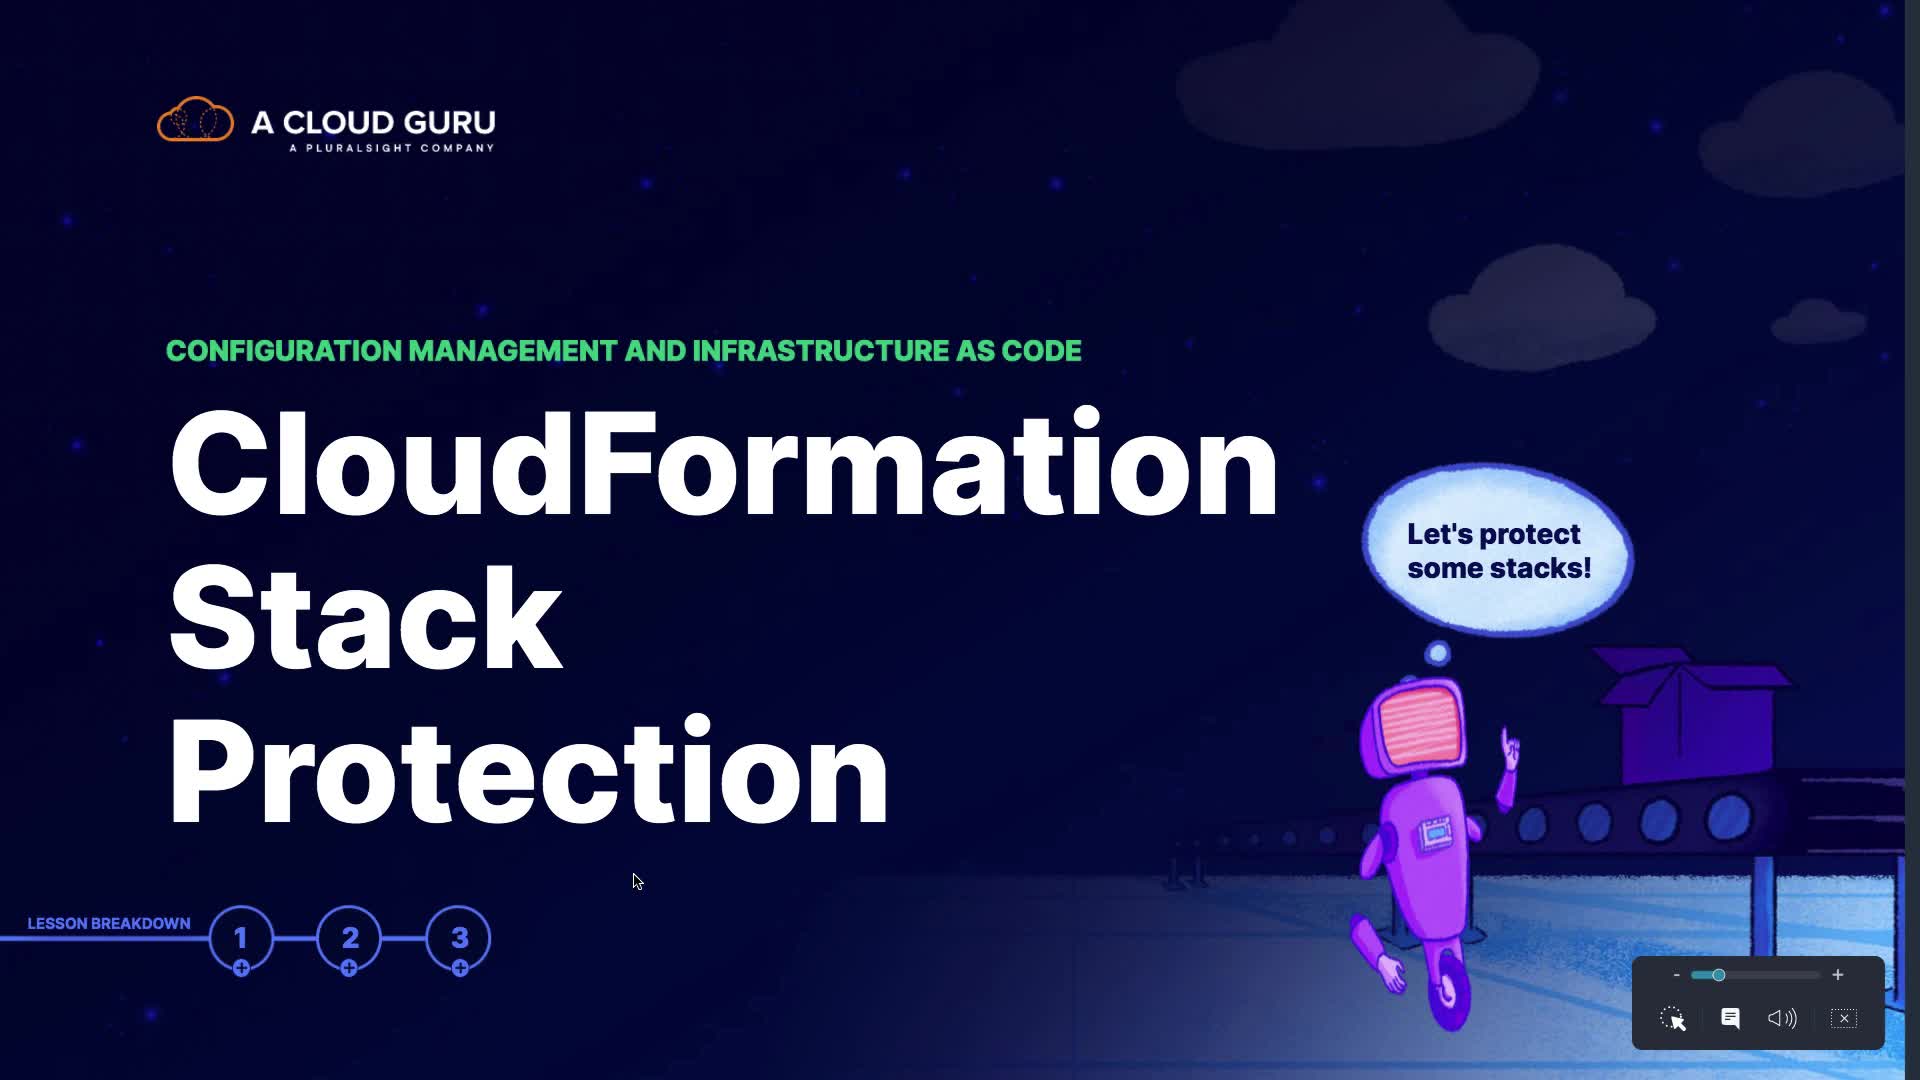 A CLOUD GURU
A PLURALSIGHT COMPANY
CONFIGURATION MANAGEMENT AND INFRASTRUCTURE AS CODE
CloudFormation
Stack
Protection
Let's protect
some stacks!
LESSON BREAKDOWN
1
2
3